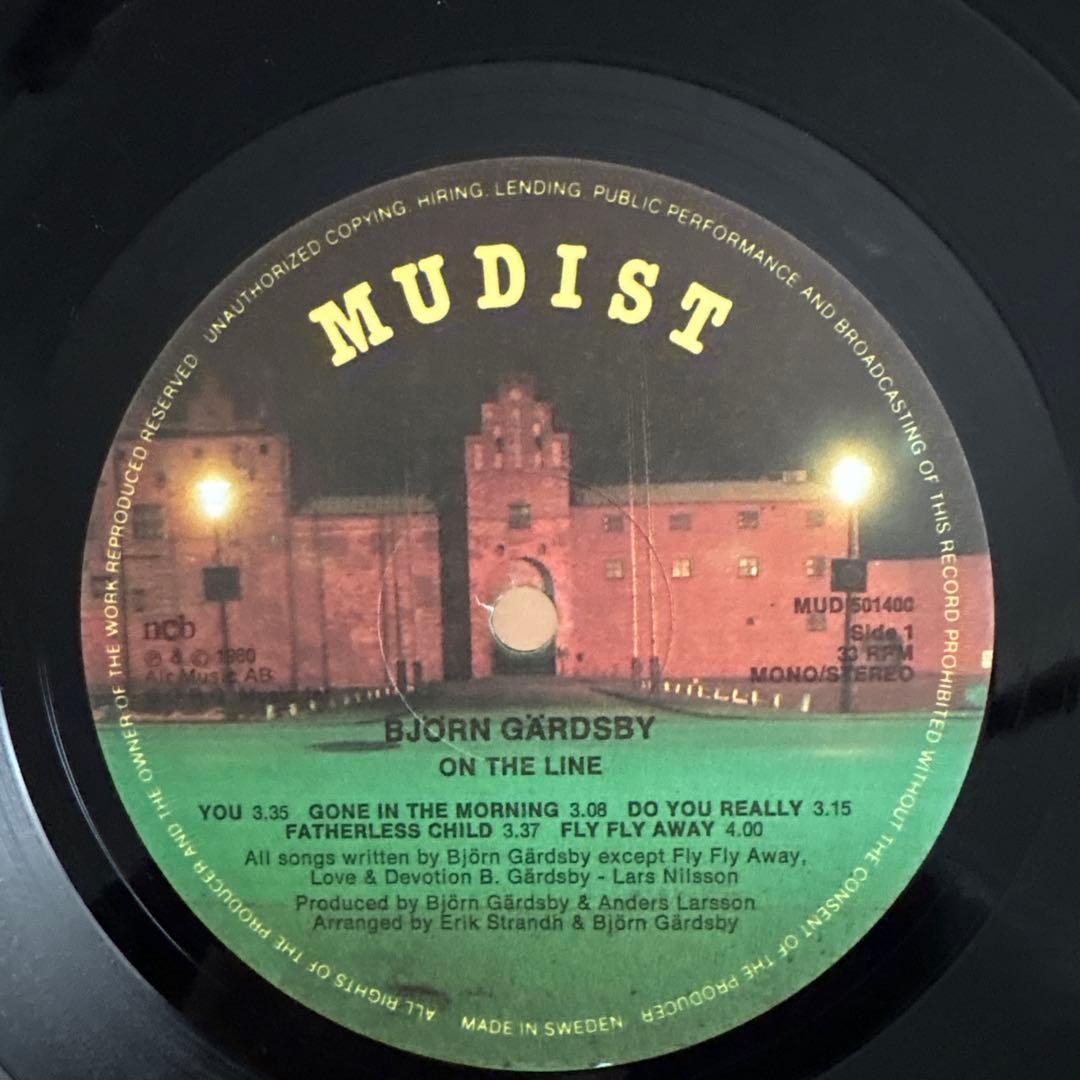 ALL RIGHTS OF THE PRODUCER AND THE OWNER OF THE WORK REPRODUCED RESERVED UNAUTHORIZED COPYING. HIRING. LENDING. PUBLIC PERFORMANCE AND BROADCASTING OF THIS RECORD PROHIBITED WITHOUT THE CONSENT OF THE PRODUCER
MUDIST
ncb
℗ & © 1980
Air Music AB
MUD 501400
Side 1
33 RPM
MONO/STEREO
BJÖRN GÄRDSBY
ON THE LINE
YOU 3.35 GONE IN THE MORNING 3.08 DO YOU REALLY 3.15
FATHERLESS CHILD 3.37 FLY FLY AWAY 4.00
All songs written by Björn Gärdsby except Fly Fly Away,
Love & Devotion B. Gärdsby - Lars Nilsson
Produced by Björn Gärdsby & Anders Larsson
Arranged by Erik Strandh & Björn Gärdsby
MADE IN SWEDEN